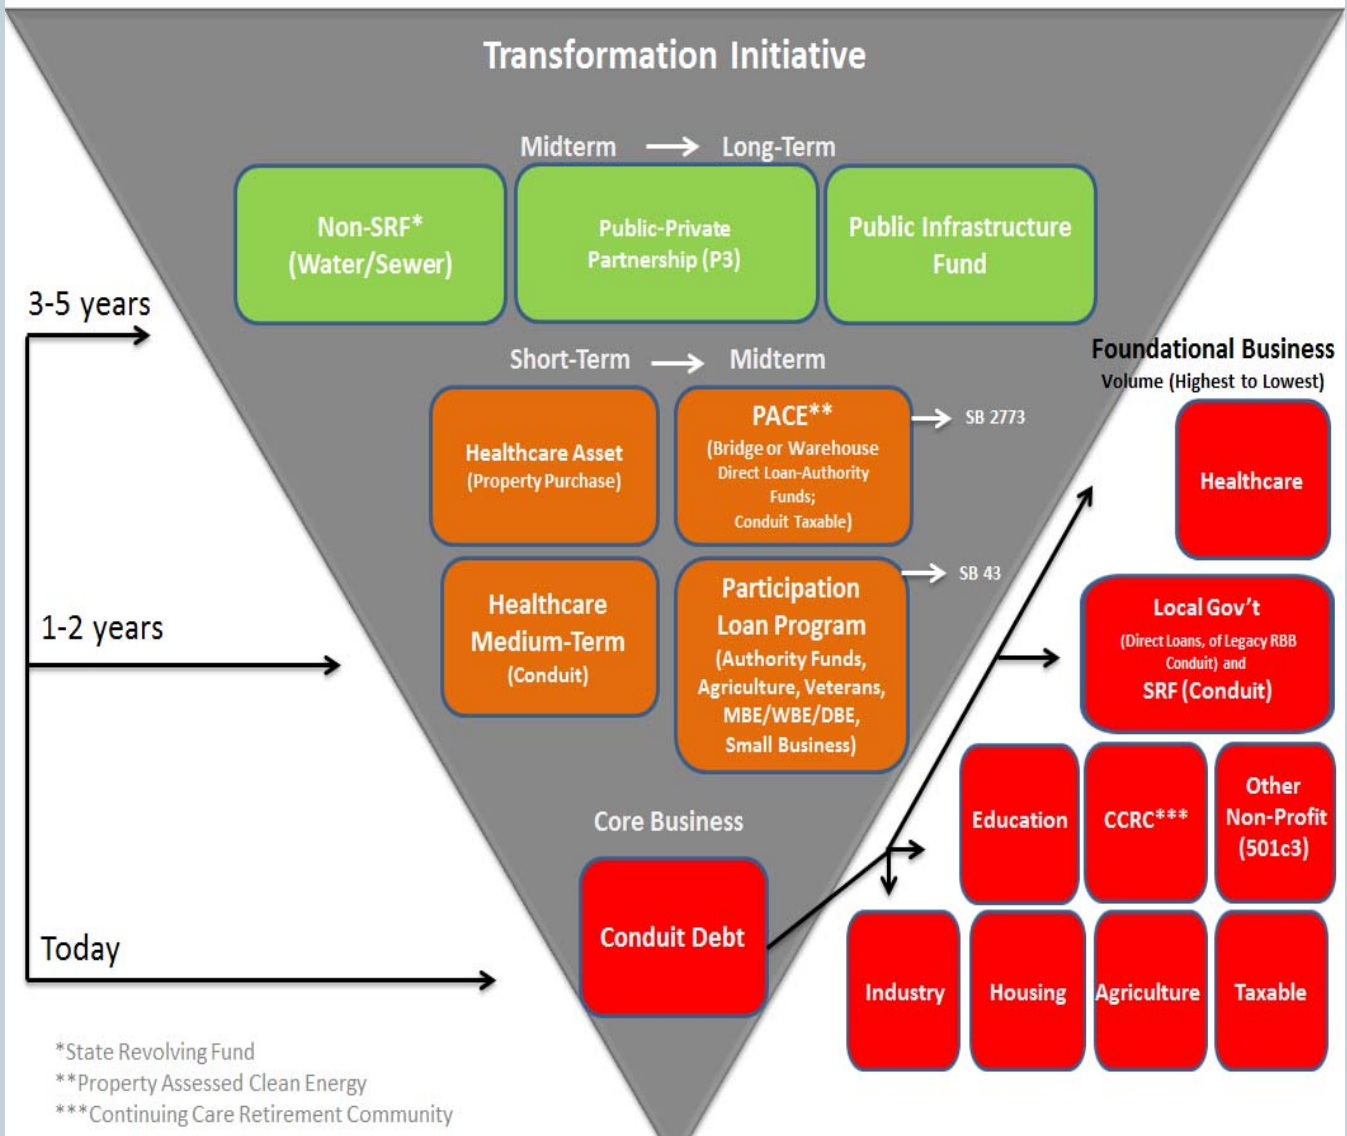 Transformation Initiative
Midterm
Long-Term
Non-SRF*
(Water/Sewer)
Public-Private
Partnership (P3)
Public Infrastructure
Fund
3-5 years
Short-Term
Midterm
Healthcare Asset
(Property Purchase)
PACE**
(Bridge or Warehouse
Direct Loan-Authority
Funds;
Conduit Taxable)
SB 2773
Healthcare
Medium-Term
(Conduit)
Participation
Loan Program
(Authority Funds,
Agriculture, Veterans,
MBE/WBE/DBE,
Small Business)
SB 43
1-2 years
Core Business
Conduit Debt
Today
Foundational Business
Volume (Highest to Lowest)
Healthcare
Local Gov't
(Direct Loans, of Legacy RBB
Conduit) and
SRF (Conduit)
Education
CCRC***
Other
Non-Profit
(501c3)
Industry
Housing
Agriculture
Taxable
*State Revolving Fund
**Property Assessed Clean Energy
***Continuing Care Retirement Community